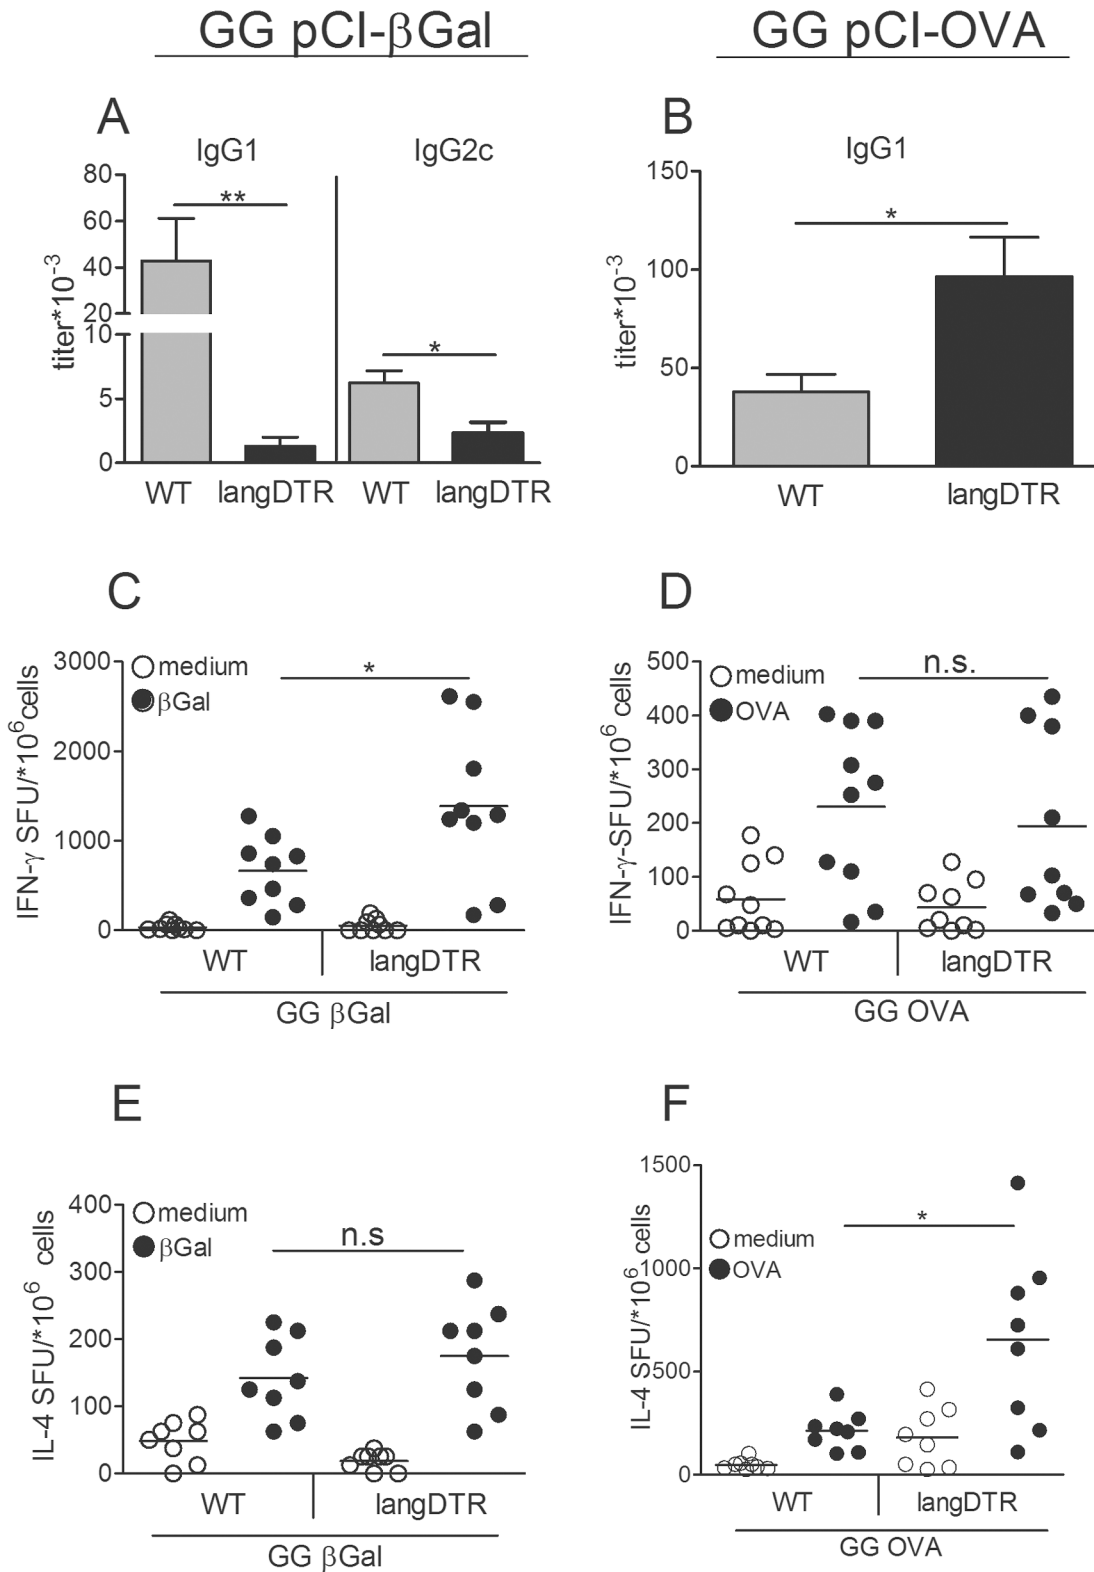 GG pCI-βGal
GG pCI-OVA
A
IgG1
IgG2c
80
60
40
20
10
5
0
titer*10⁻³
**
*
WT
langDTR
WT
langDTR
B
IgG1
150
100
50
0
titer*10⁻³
*
WT
langDTR
C
3000
2000
1000
0
IFN-γ SFU/*10⁶cells
medium
βGal
*
WT
langDTR
GG βGal
D
500
400
300
200
100
0
IFN-γ-SFU/*10⁶ cells
medium
OVA
n.s.
WT
langDTR
GG OVA
E
400
300
200
100
0
IL-4 SFU/*10⁶ cells
medium
βGal
n.s
WT
langDTR
GG βGal
F
1500
1000
500
0
IL-4 SFU/*10⁶ cells
medium
OVA
*
WT
langDTR
GG OVA